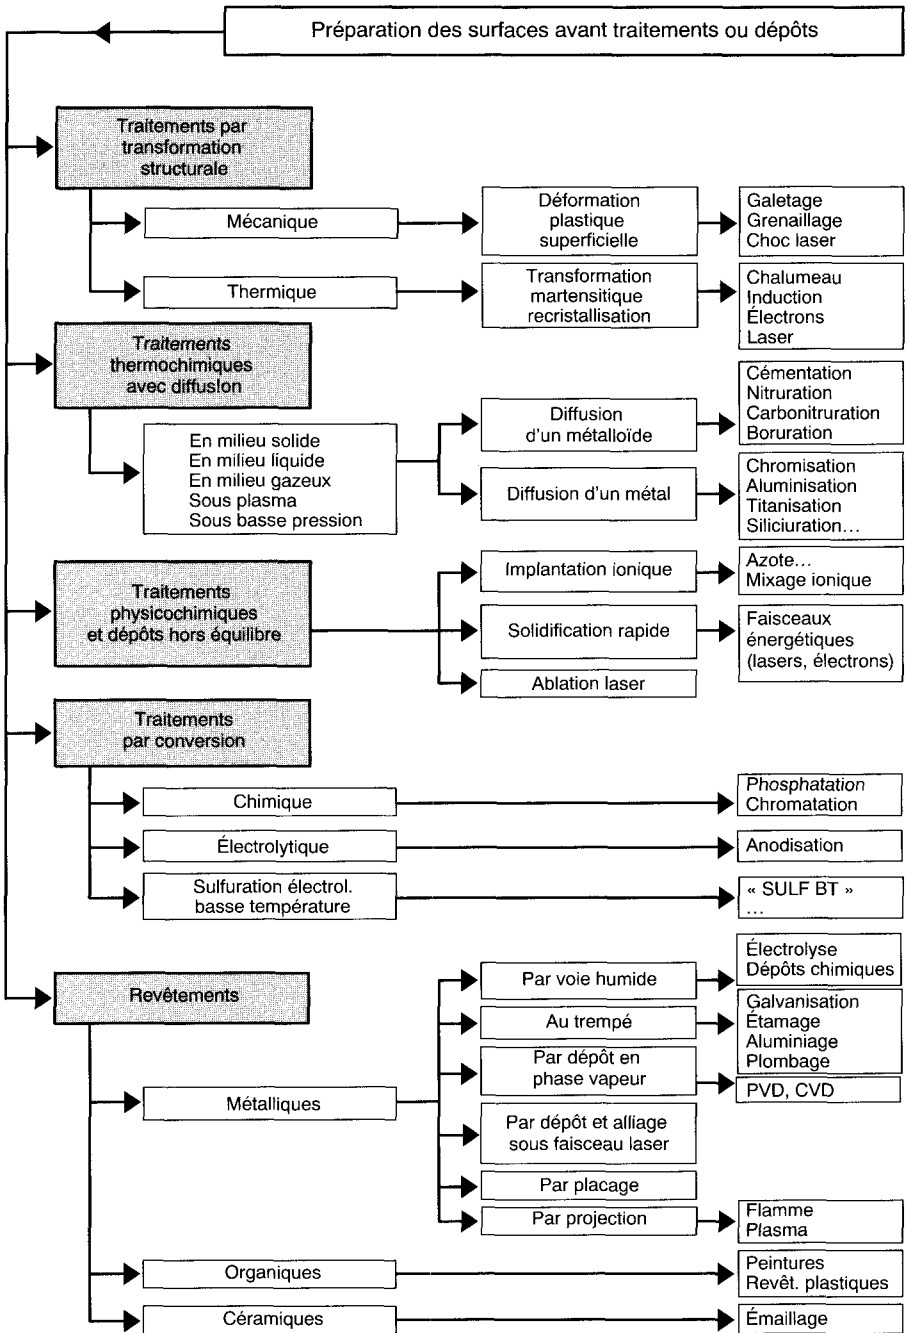 Préparation des surfaces avant traitements ou dépôts
Traitements par
transformation
structurale
Mécanique
Déformation
plastique
superficielle
Galetage
Grenaillage
Choc laser
Thermique
Transformation
martensitique
recristallisation
Chalumeau
Induction
Électrons
Laser
Traitements
thermochimiques
avec diffusion
En milieu solide
En milieu liquide
En milieu gazeux
Sous plasma
Sous basse pression
Diffusion
d'un métalloïde
Cémentation
Nitruration
Carbonitruration
Boruration
Diffusion d'un métal
Chromisation
Aluminisation
Titanisation
Siliciuration...
Traitements
physicochimiques
et dépôts hors équilibre
Implantation ionique
Azote...
Mixage ionique
Solidification rapide
Faisceaux
énergétiques
(lasers, électrons)
Ablation laser
Traitements
par conversion
Chimique
Phosphatation
Chromatation
Électrolytique
Anodisation
Sulfuration électrol.
basse température
« SULF BT »
...
Revêtements
Métalliques
Par voie humide
Électrolyse
Dépôts chimiques
Au trempé
Galvanisation
Étamage
Aluminiage
Plombage
Par dépôt en
phase vapeur
PVD, CVD
Par dépôt et alliage
sous faisceau laser
Par placage
Par projection
Flamme
Plasma
Organiques
Peintures
Revêt. plastiques
Céramiques
Émaillage